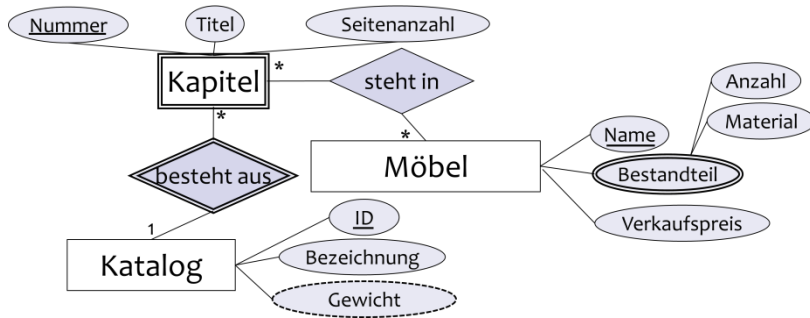 Nummer
Titel
Seitenanzahl
Kapitel
*
steht in
*
*
Anzahl
Material
Name
Möbel
Bestandteil
besteht aus
Verkaufspreis
1
ID
Katalog
Bezeichnung
Gewicht